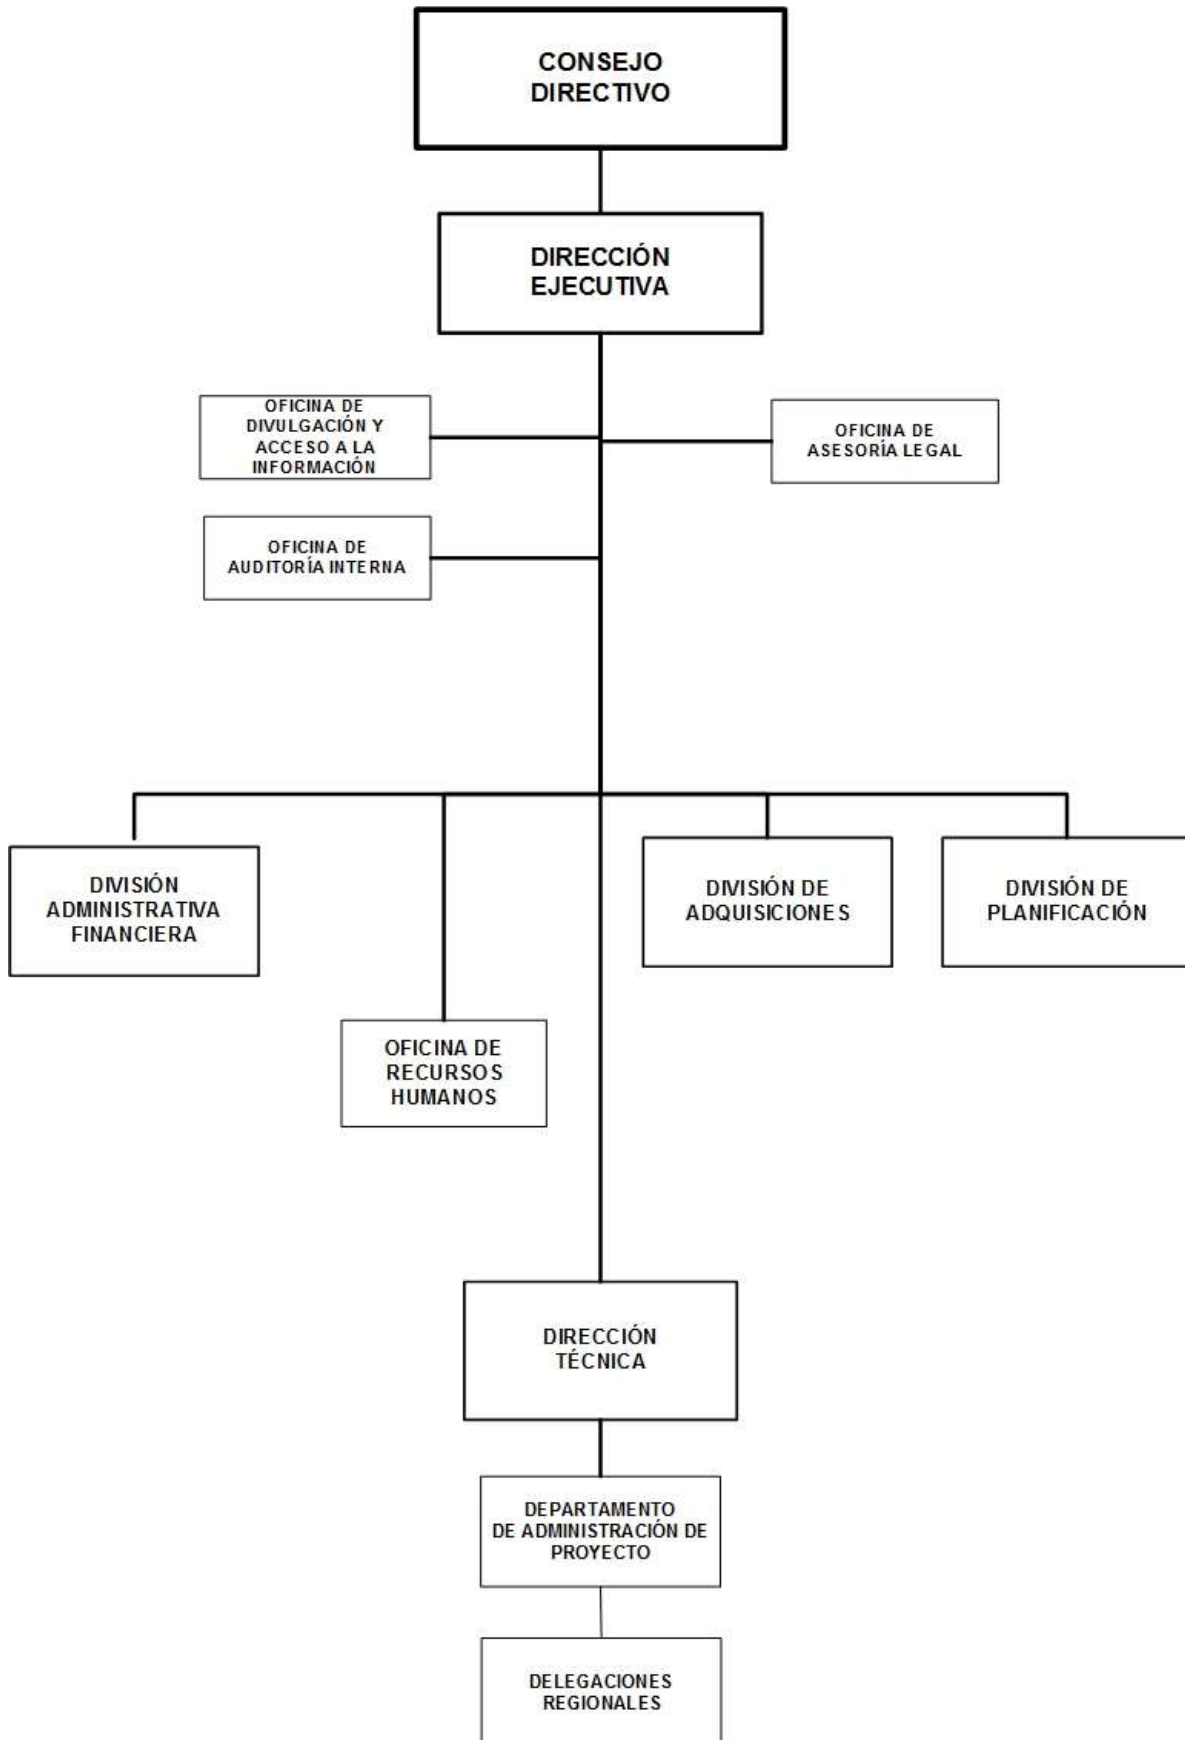 CONSEJO
DIRECTIVO
DIRECCIÓN
EJECUTIVA
OFICINA DE
DIVULGACIÓN Y
ACCESO A LA
INFORMACIÓN
OFICINA DE
ASESORÍA LEGAL
OFICINA DE
AUDITORÍA INTERNA
DIVISIÓN
ADMINISTRATIVA
FINANCIERA
DIVISIÓN DE
ADQUISICIONES
DIVISIÓN DE
PLANIFICACIÓN
OFICINA DE
RECURSOS
HUMANOS
DIRECCIÓN
TÉCNICA
DEPARTAMENTO
DE ADMINISTRACIÓN DE
PROYECTO
DELEGACIONES
REGIONALES